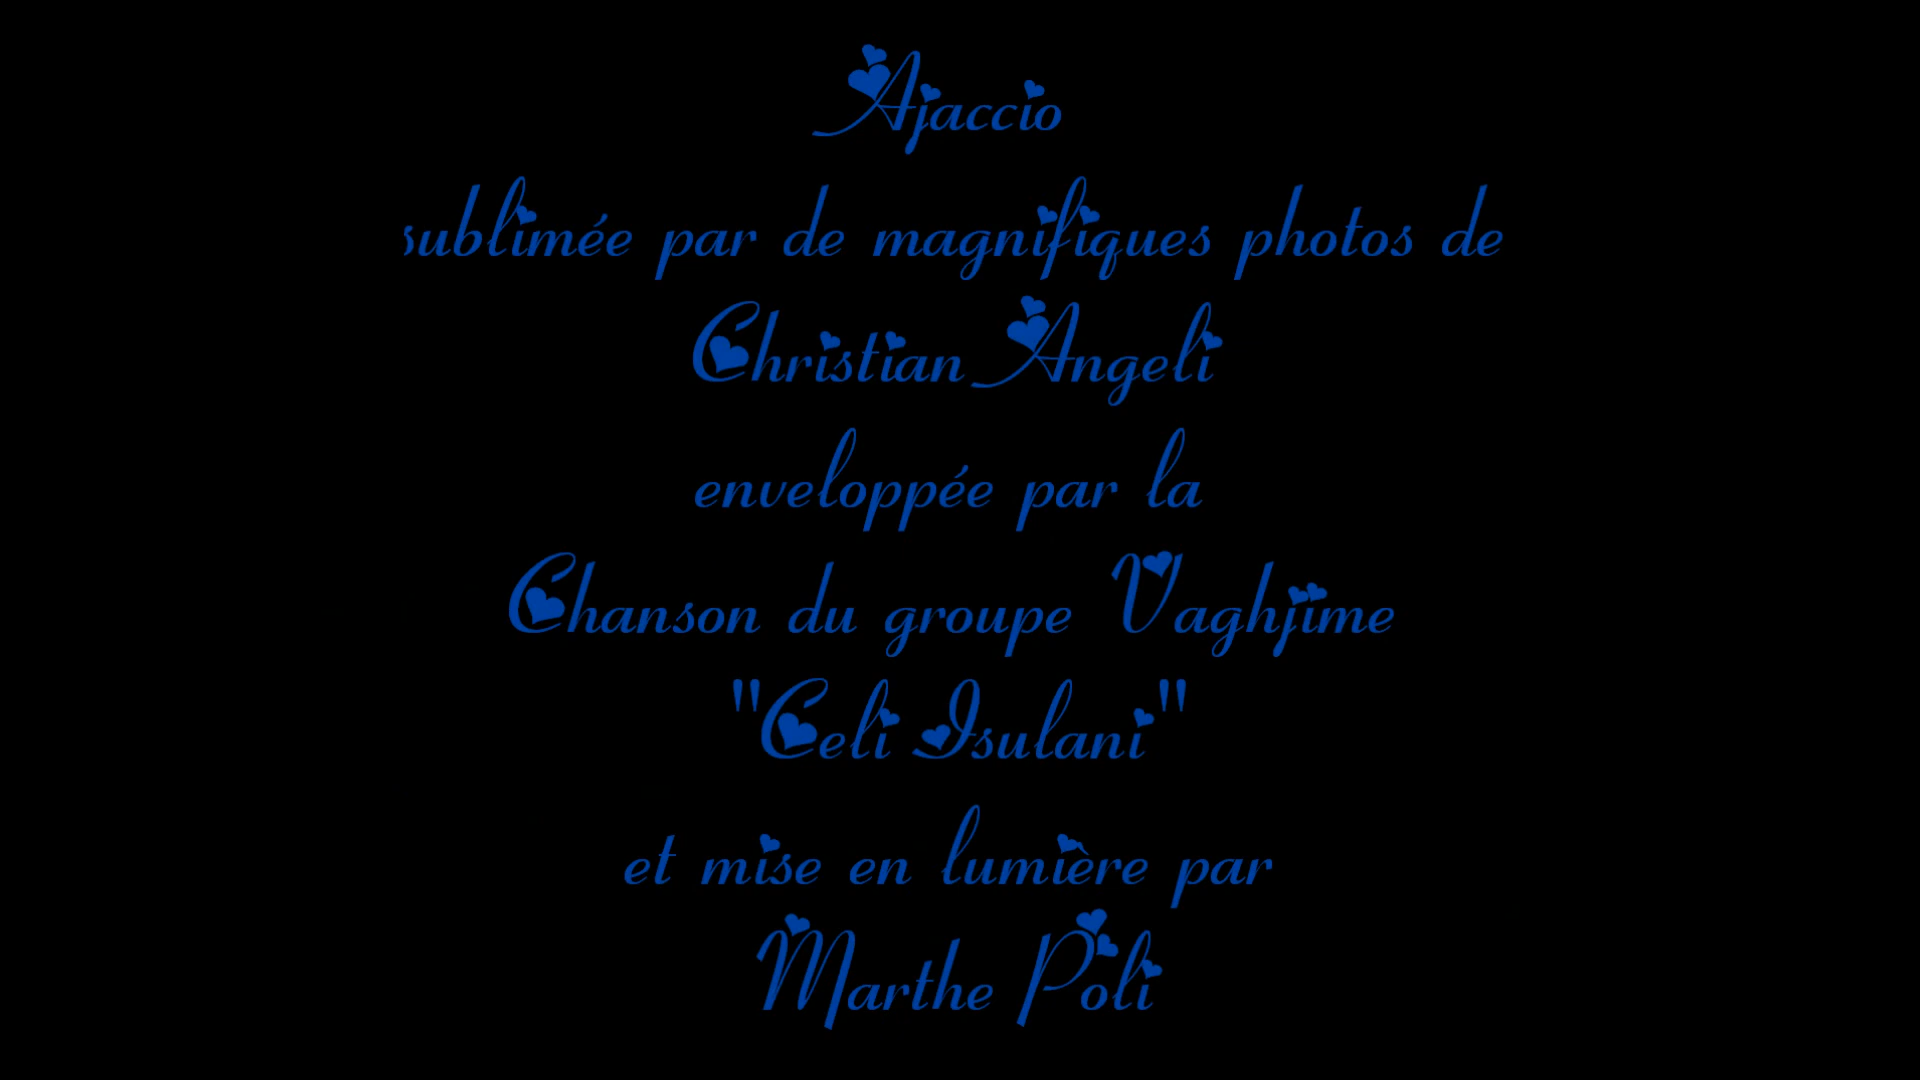 Ajaccio
sublimée par de magnifiques photos de
Christian Angeli
enveloppée par la
Chanson du groupe Vaghjime
"Celi Isulani"
et mise en lumière par
Marthe Poli